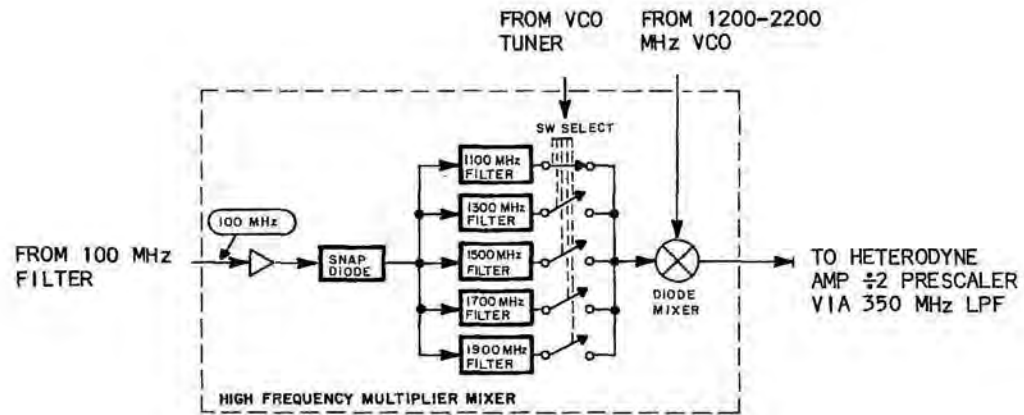 FROM VCO
TUNER
FROM 1200-2200
MHz VCO
SW SELECT
1100 MHz
FILTER
100 MHz
1300 MHz
FILTER
FROM 100 MHz
FILTER
SNAP
DIODE
1500 MHz
FILTER
DIODE
MIXER
TO HETERODYNE
AMP ÷2 PRESCALER
VIA 350 MHz LPF
1700 MHz
FILTER
1900 MHz
FILTER
HIGH FREQUENCY MULTIPLIER MIXER